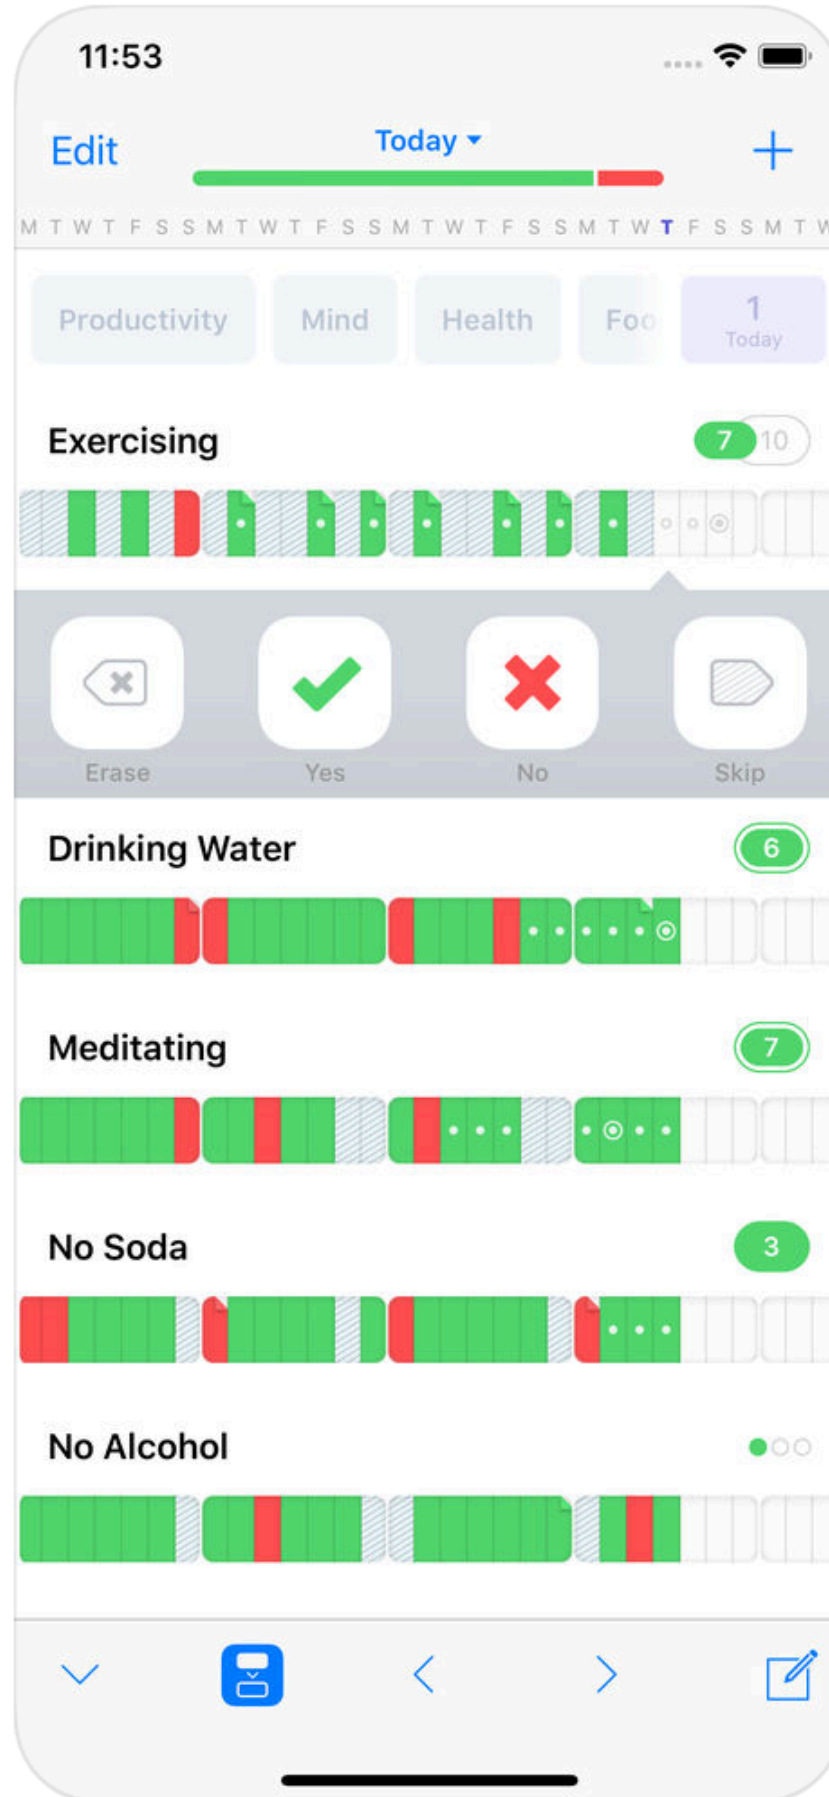 11:53
Edit Today +
M T W T F S S M T W T F S S M T W T F S S M T W T F S S M T W
Productivity Mind Health Foo 1
Today
Exercising 7 10
Erase Yes No Skip
Drinking Water 6
Meditating 7
No Soda 3
No Alcohol